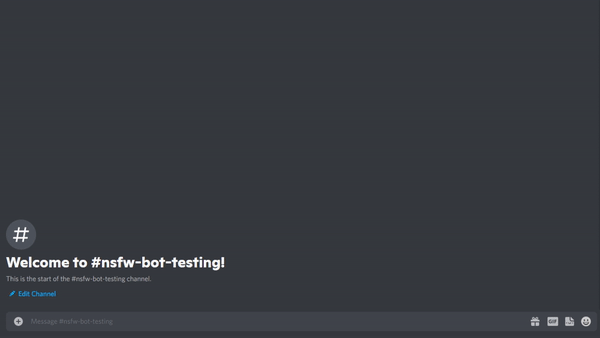 #
Welcome to #nsfw-bot-testing!
This is the start of the #nsfw-bot-testing channel.
Edit Channel
Message #nsfw-bot-testing
GIF